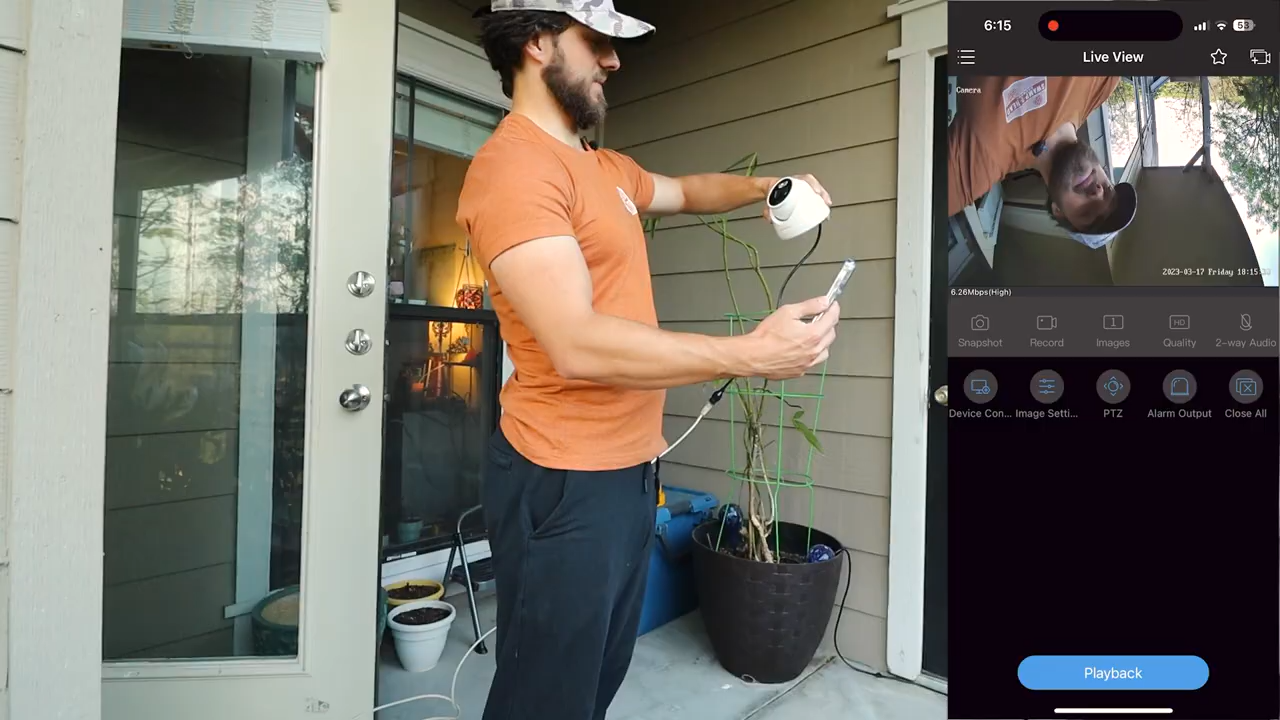 6:15
53
Live View
Camera
2023-03-17 Friday 18:15
6.26Mbps(High)
1
HD
Snapshot
Record
Images
Quality
2-way Audio
Device Con...
Image Setti...
PTZ
Alarm Output
Close All
Playback